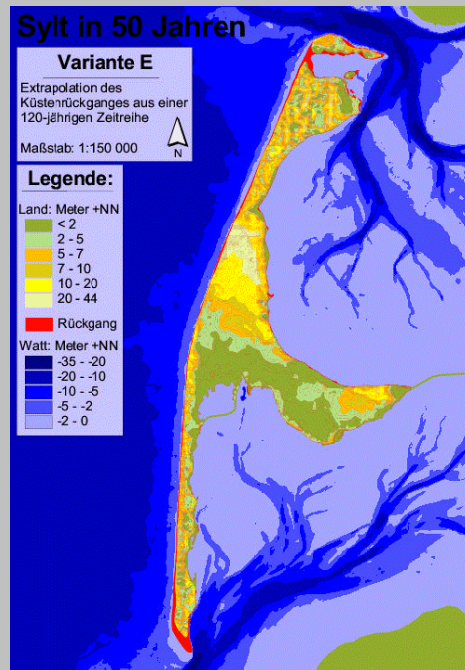 Sylt in 50 Jahren
Variante E
Extrapolation des
Küstenrückganges aus einer
120-jährigen Zeitreihe
Maßstab: 1:150 000
N
Legende:
Land: Meter +NN
< 2
2 - 5
5 - 7
7 - 10
10 - 20
20 - 44
Rückgang
Watt: Meter +NN
-35 - -20
-20 - -10
-10 - -5
-5 - -2
-2 - 0